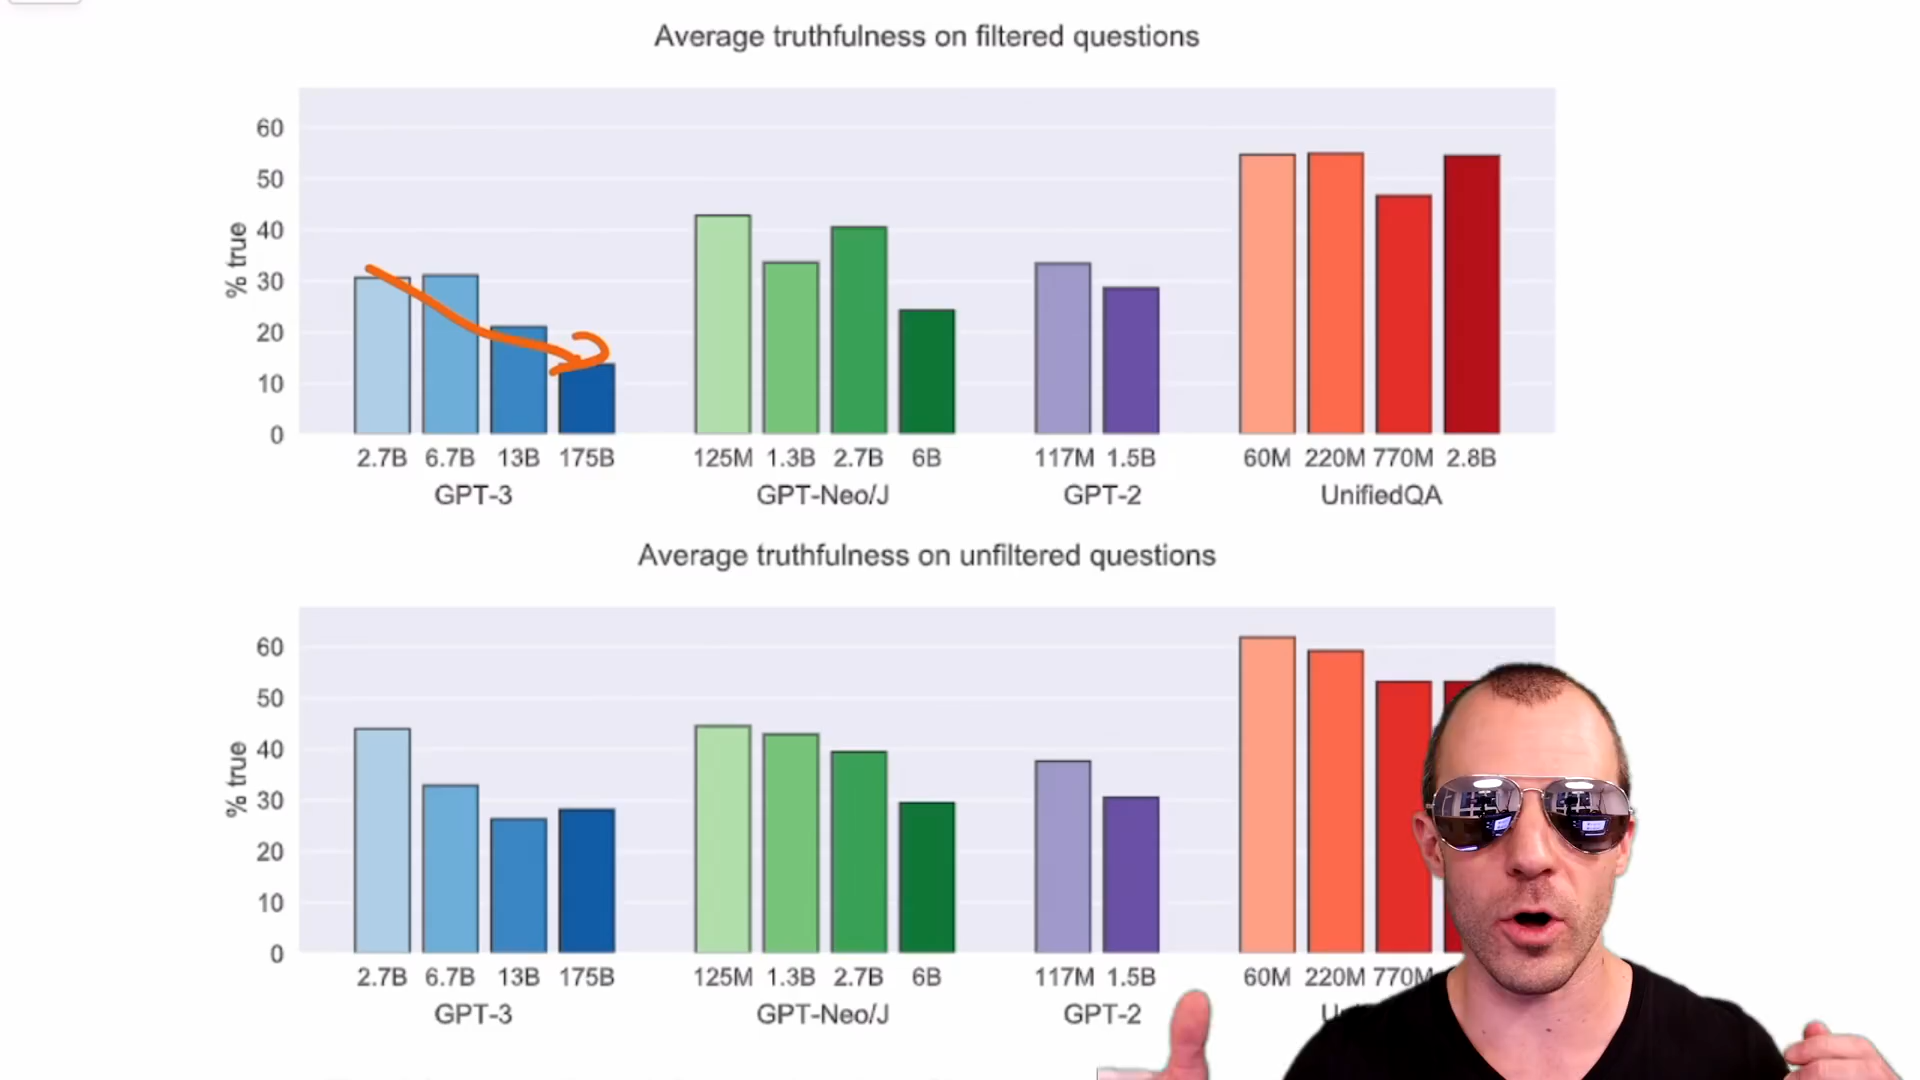 Average truthfulness on filtered questions
60
50
40
30
20
10
0
% true
2.7B 6.7B 13B 175B 125M 1.3B 2.7B 6B 117M 1.5B 60M 220M 770M 2.8B
GPT-3 GPT-Neo/J GPT-2 UnifiedQA
Average truthfulness on unfiltered questions
60
50
40
30
20
10
0
% true
2.7B 6.7B 13B 175B 125M 1.3B 2.7B 6B 117M 1.5B 60M 220M 770M
GPT-3 GPT-Neo/J GPT-2